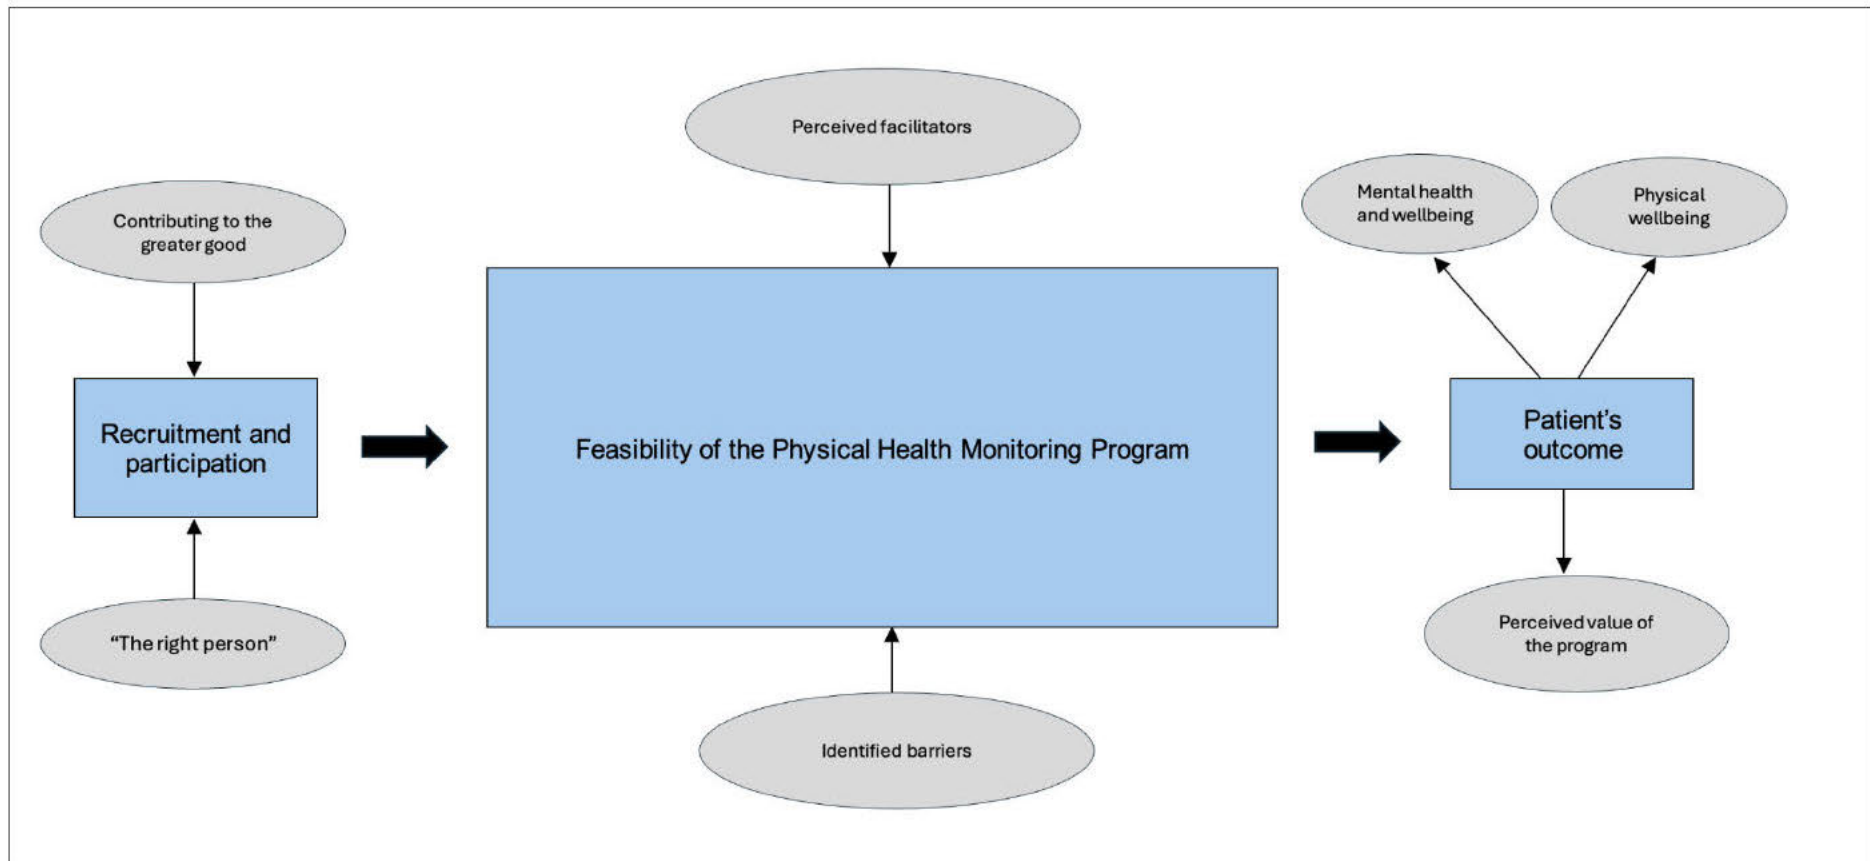 Perceived facilitators
Contributing to the
greater good
Mental health
and wellbeing
Physical
wellbeing
Recruitment and
participation
Feasibility of the Physical Health Monitoring Program
Patient’s
outcome
“The right person”
Identified barriers
Perceived value of
the program